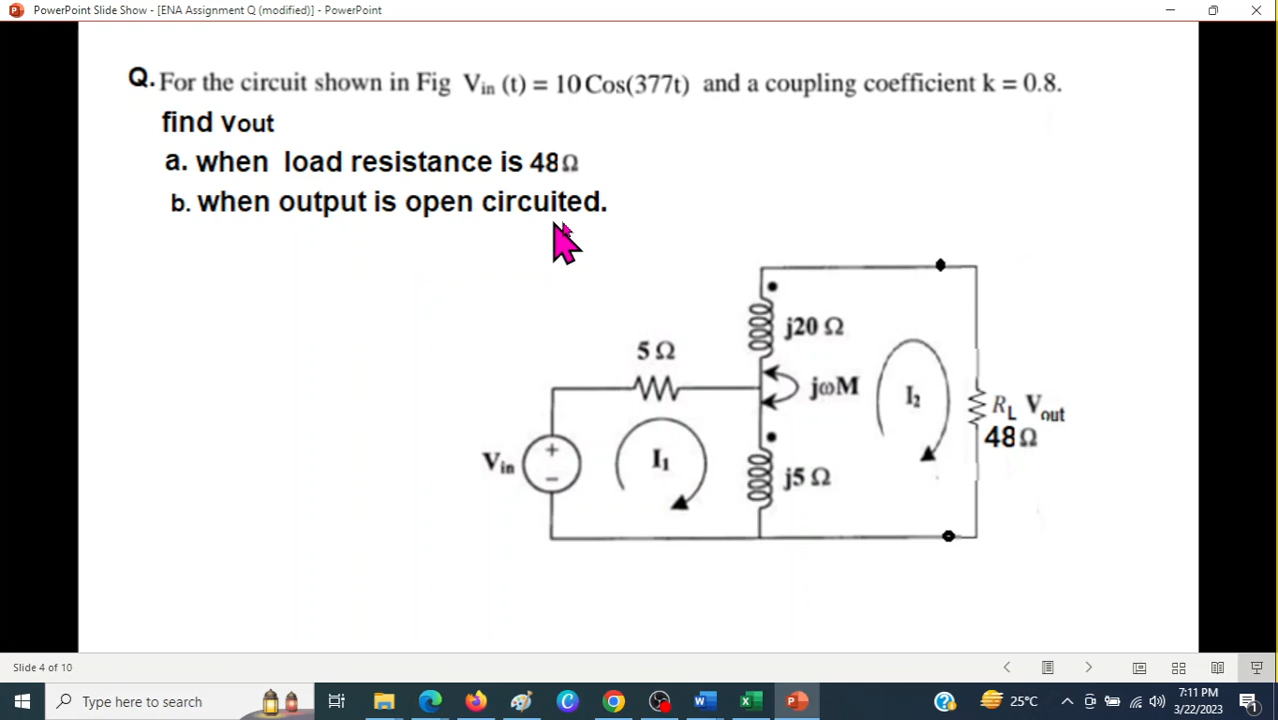 PowerPoint Slide Show - [ENA Assignment Q (modified)] - PowerPoint
Q. For the circuit shown in Fig Vin (t) = 10 Cos(377t) and a coupling coefficient k = 0.8.
find vout
a. when load resistance is 48Ω
b. when output is open circuited.
j20 Ω
5 Ω
jωM
I₂
RL Vout
48Ω
Vin
+
−
I₁
j5 Ω
Slide 4 of 10
Type here to search
25°C
7:11 PM
3/22/2023